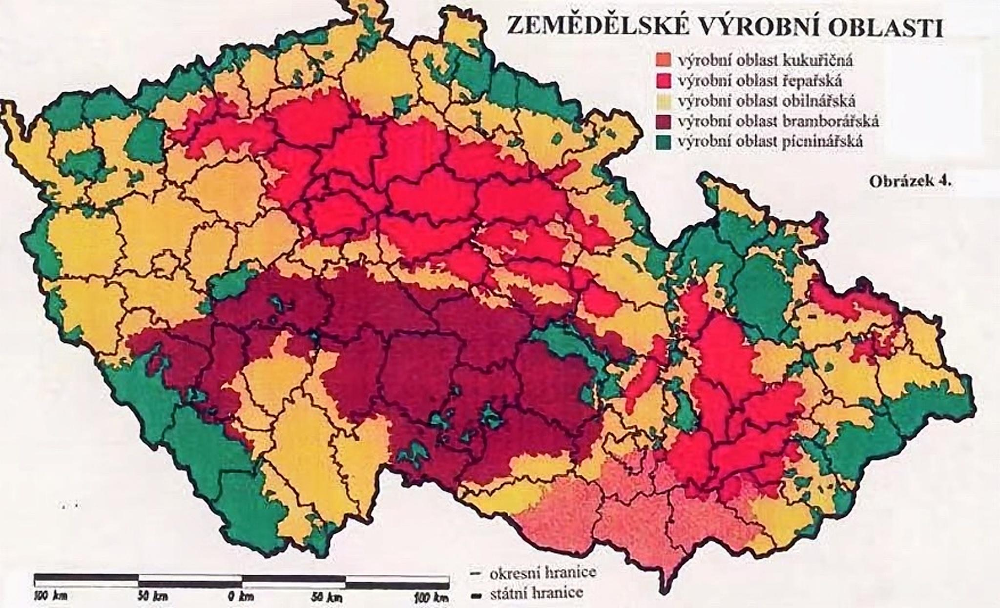 ZEMĚDĚLSKÉ VÝROBNÍ OBLASTI
výrobní oblast kukuřičná
výrobní oblast řepařská
výrobní oblast obilnářská
výrobní oblast bramborářská
výrobní oblast pícninářská
Obrázek 4.
100 km 50 km 0 km 50 km 100 km
okresní hranice
státní hranice